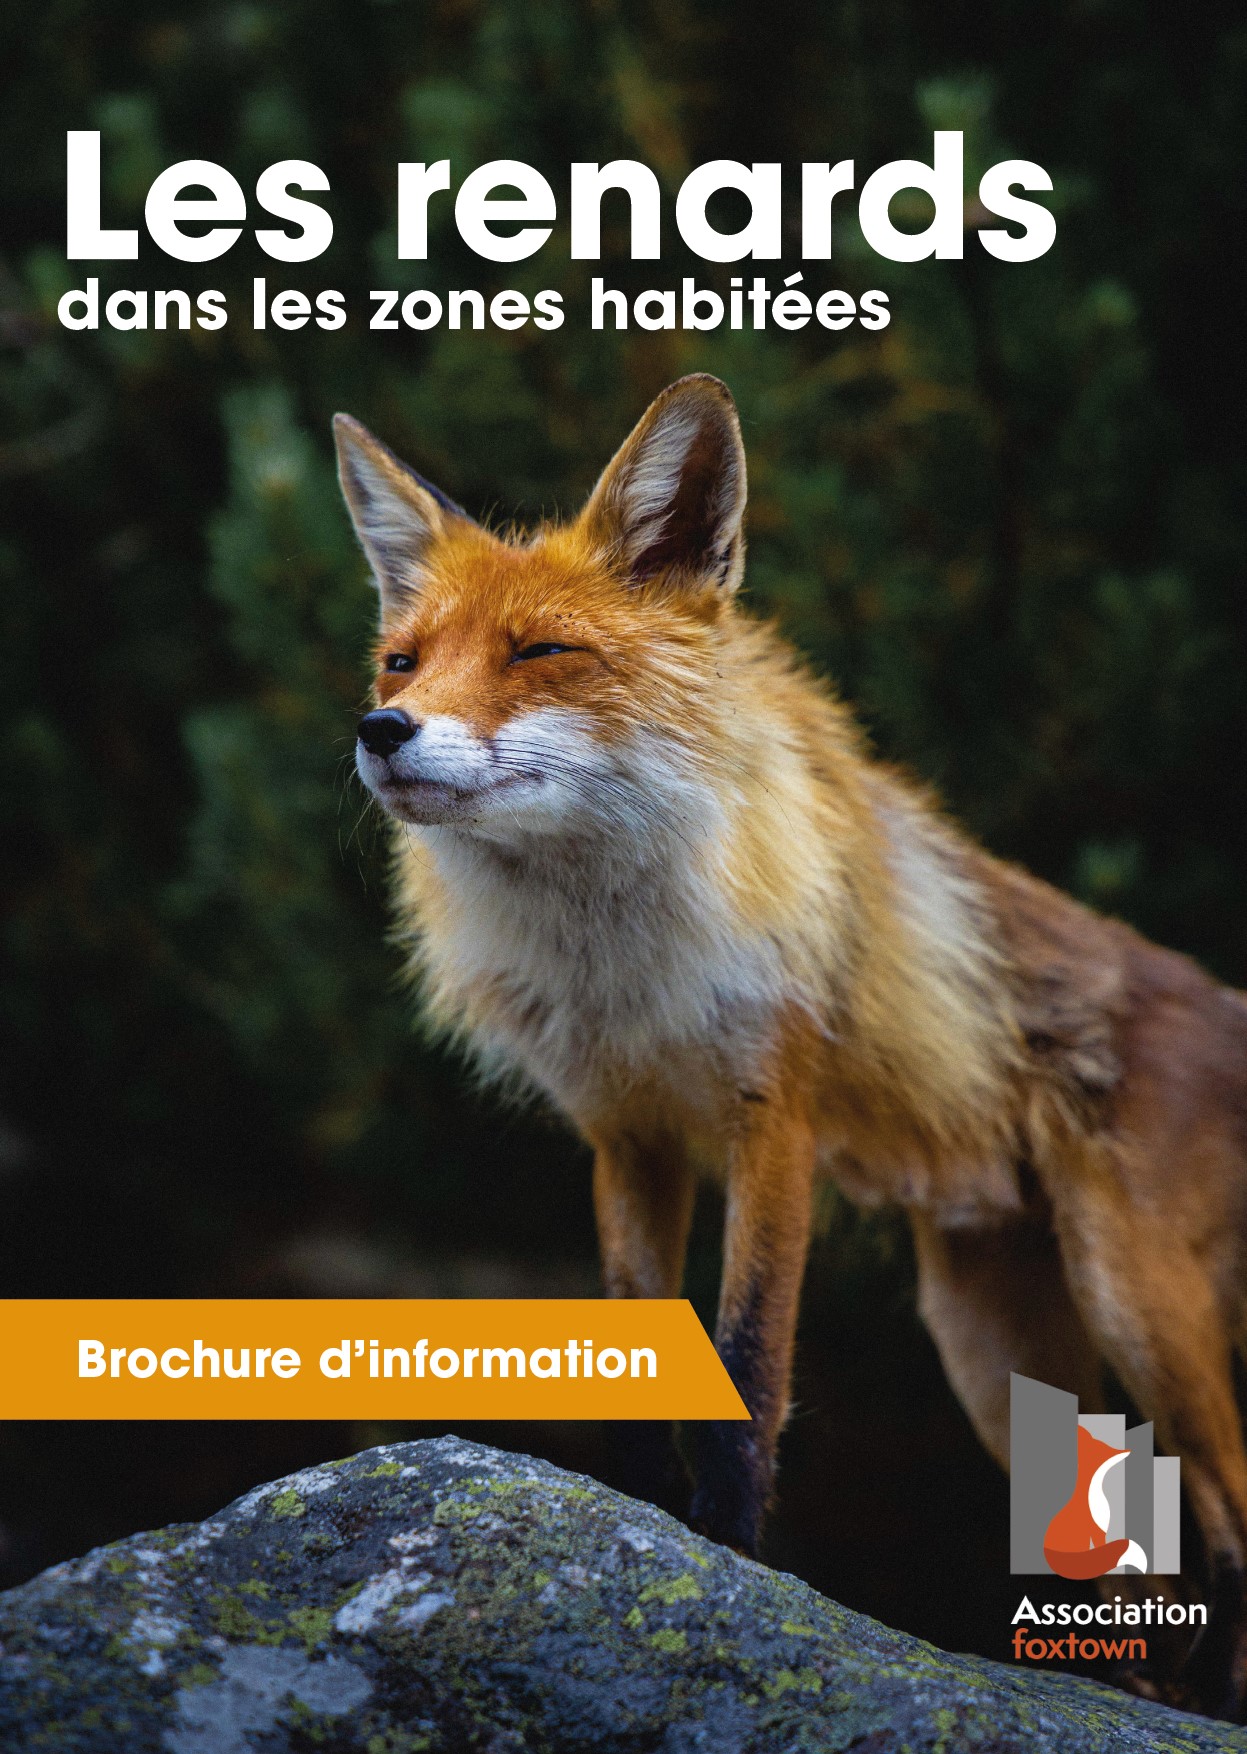 Les renards
dans les zones habitées
Brochure d’information
Association
foxtown